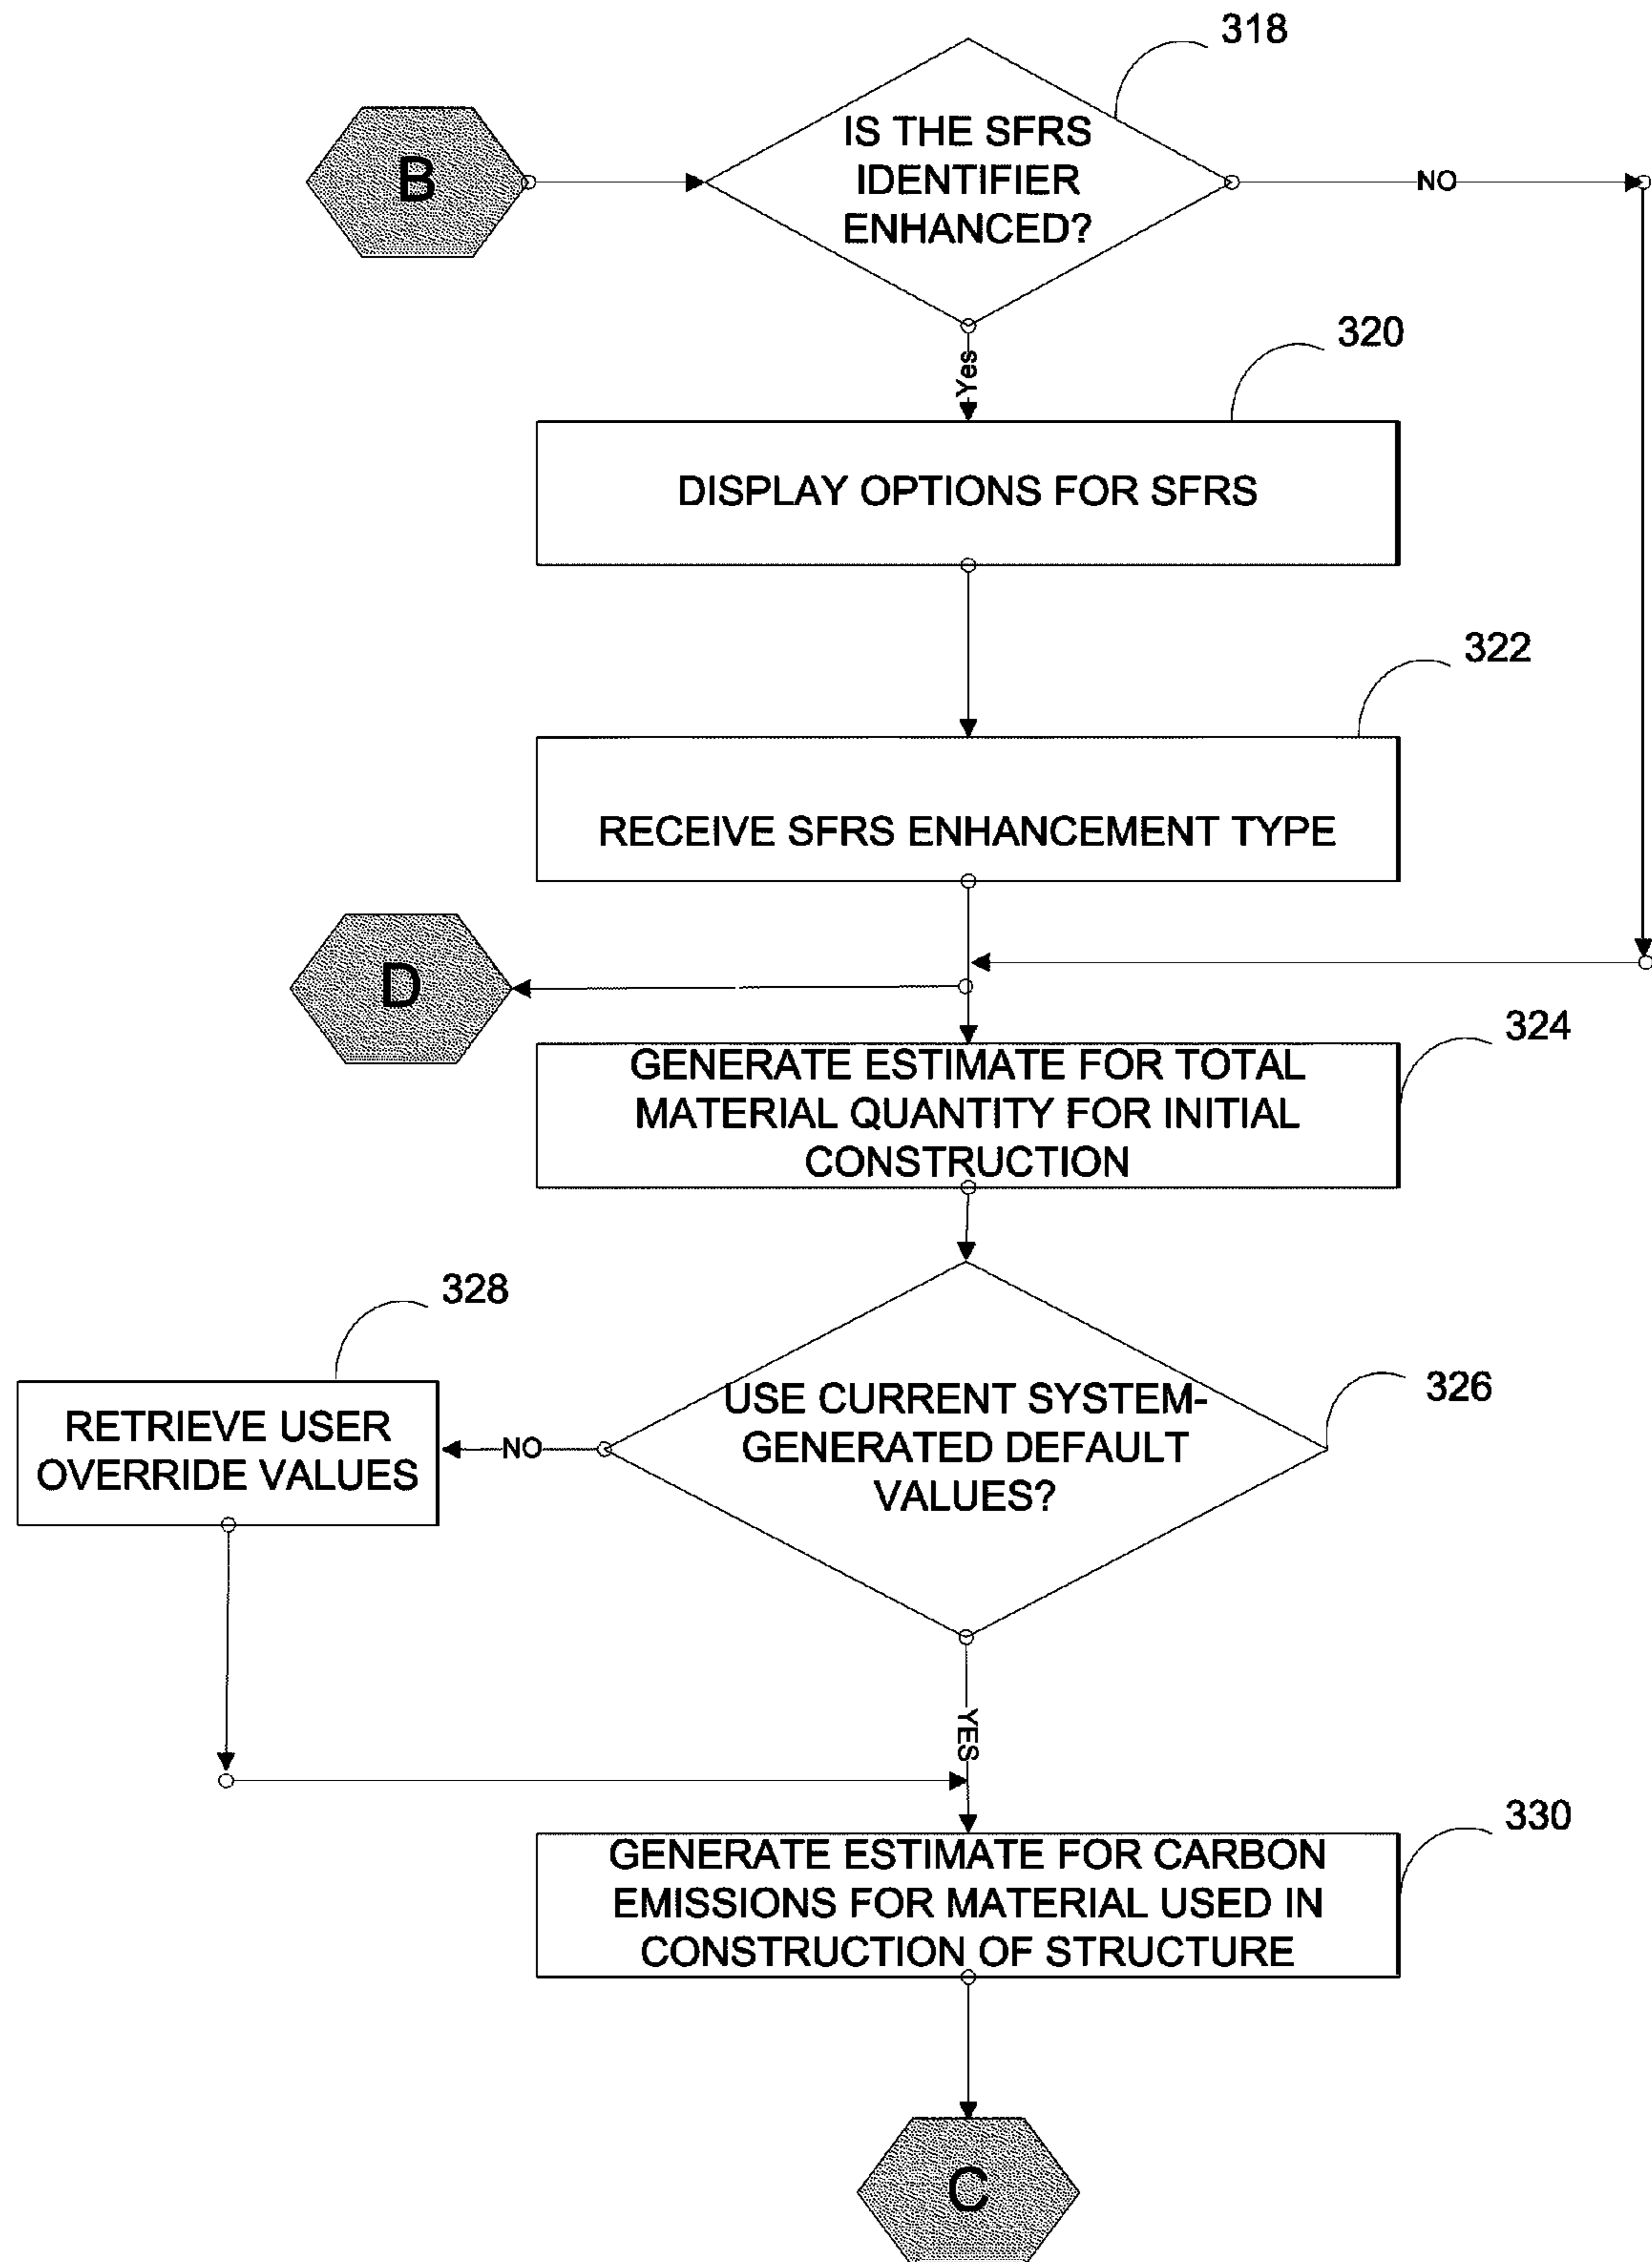 318
B
IS THE SFRS
IDENTIFIER
ENHANCED?
NO
Yes
320
DISPLAY OPTIONS FOR SFRS
322
RECEIVE SFRS ENHANCEMENT TYPE
D
324
GENERATE ESTIMATE FOR TOTAL
MATERIAL QUANTITY FOR INITIAL
CONSTRUCTION
328
RETRIEVE USER
OVERRIDE VALUES
NO
326
USE CURRENT SYSTEM-
GENERATED DEFAULT
VALUES?
YES
330
GENERATE ESTIMATE FOR CARBON
EMISSIONS FOR MATERIAL USED IN
CONSTRUCTION OF STRUCTURE
C